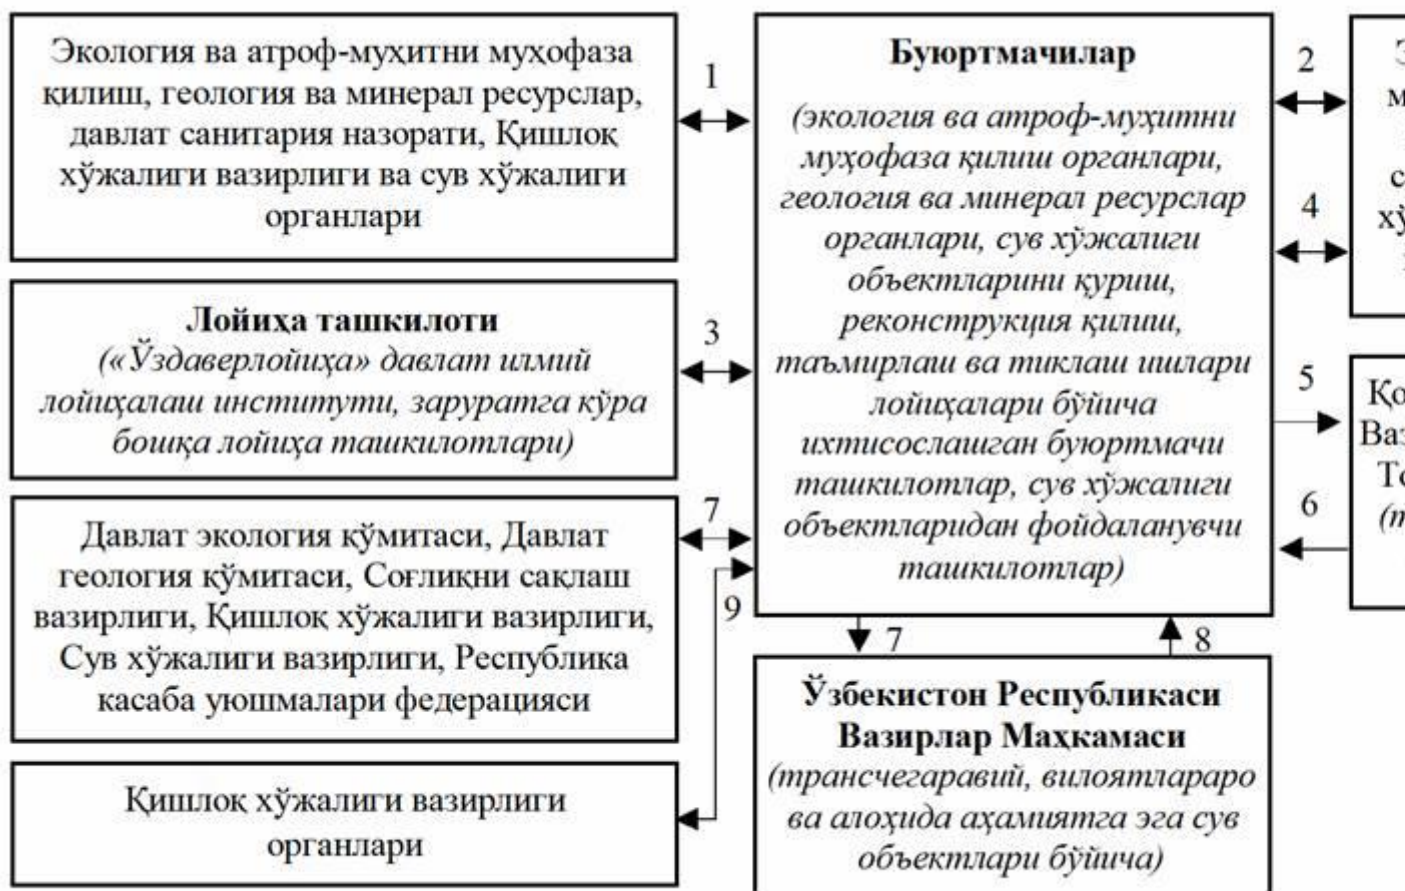 Экология ва атроф-муҳитни муҳофаза
қилиш, геология ва минерал ресурслар,
давлат санитария назорати, Қишлоқ
хўжалиги вазирлиги ва сув хўжалиги
органлари
1
Буюртмачилар
(экология ва атроф-муҳитни
муҳофаза қилиш органлари,
геология ва минерал ресурслар
органлари, сув хўжалиги
объектларини қуриш,
реконструкция қилиш,
таъмирлаш ва тиклаш ишлари
лойиҳалари бўйича
ихтисослашган буюртмачи
ташкилотлар, сув хўжалиги
объектларидан фойдаланувчи
ташкилотлар)
2
4
Лойиҳа ташкилоти
(«Ўздаверлойиҳа» давлат илмий
лойиҳалаш институти, заруратга кўра
бошқа лойиҳа ташкилотлари)
3
5
6
Давлат экология қўмитаси, Давлат
геология қўмитаси, Соғлиқни сақлаш
вазирлиги, Қишлоқ хўжалиги вазирлиги,
Сув хўжалиги вазирлиги, Республика
касаба уюшмалари федерацияси
7
9
7
8
Қишлоқ хўжалиги вазирлиги
органлари
Ўзбекистон Республикаси
Вазирлар Маҳкамаси
(трансчегаравий, вилоятлараро
ва алоҳида аҳамиятга эга сув
объектлари бўйича)